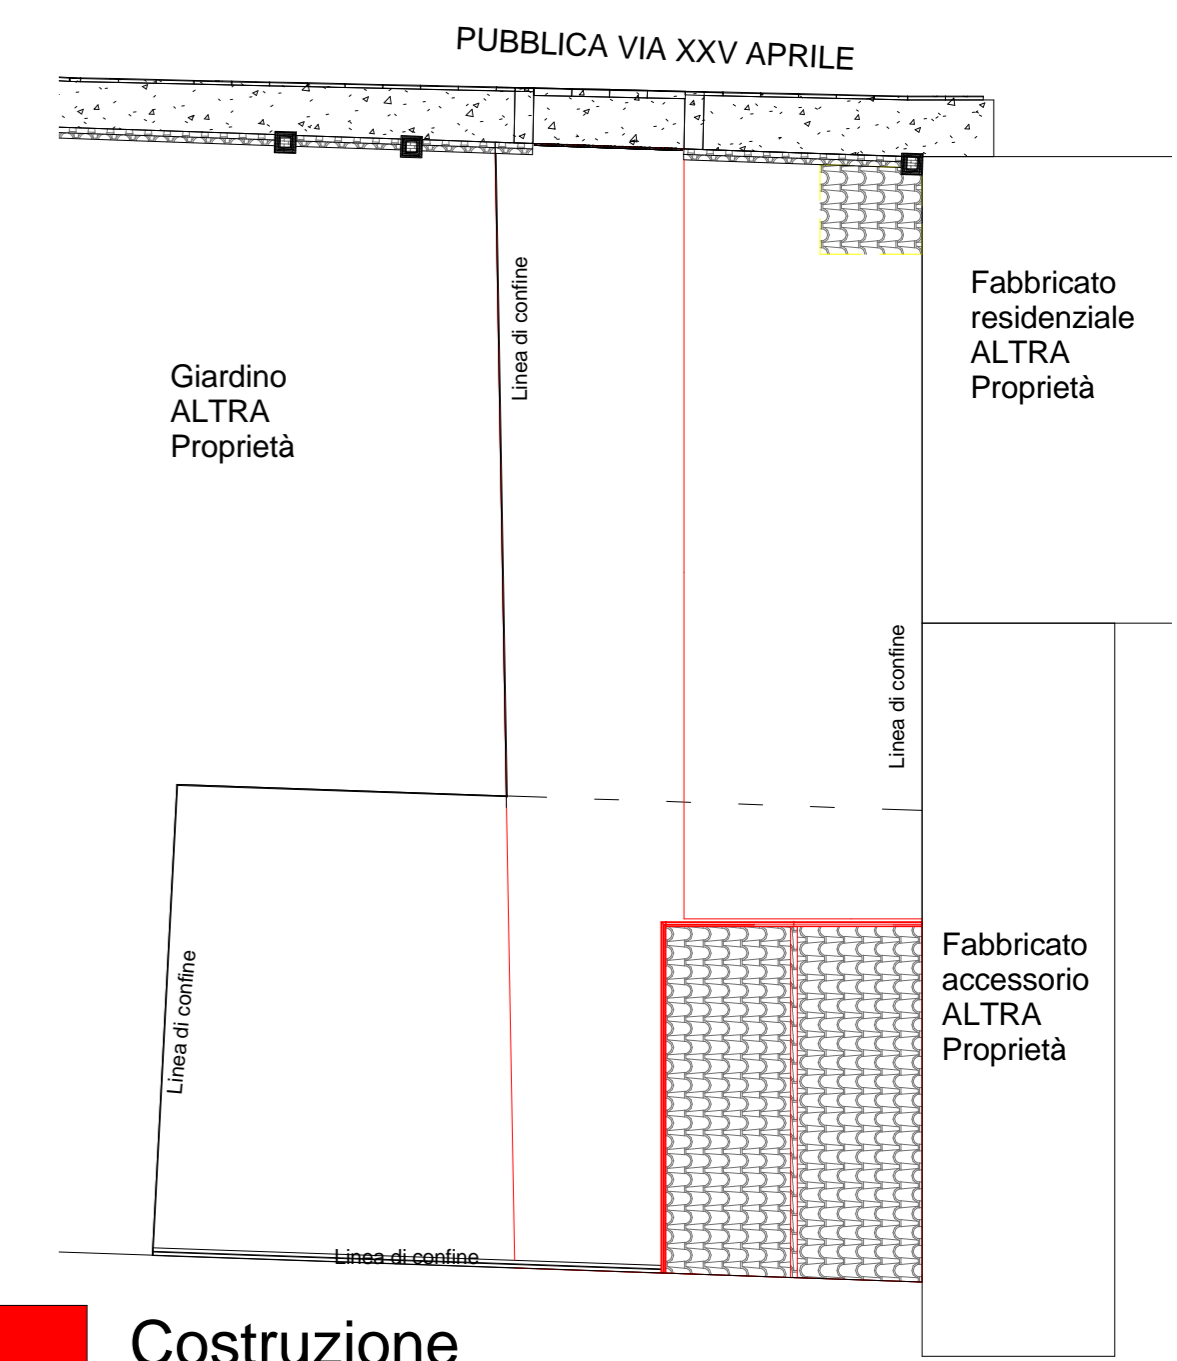 PUBBLICA VIA XXV APRILE
Linea di confine
Fabbricato
residenziale
ALTRA
Proprietà
Giardino
ALTRA
Proprietà
Linea di confine
Fabbricato
accessorio
ALTRA
Proprietà
Linea di confine
Linea di confine
Costruzione